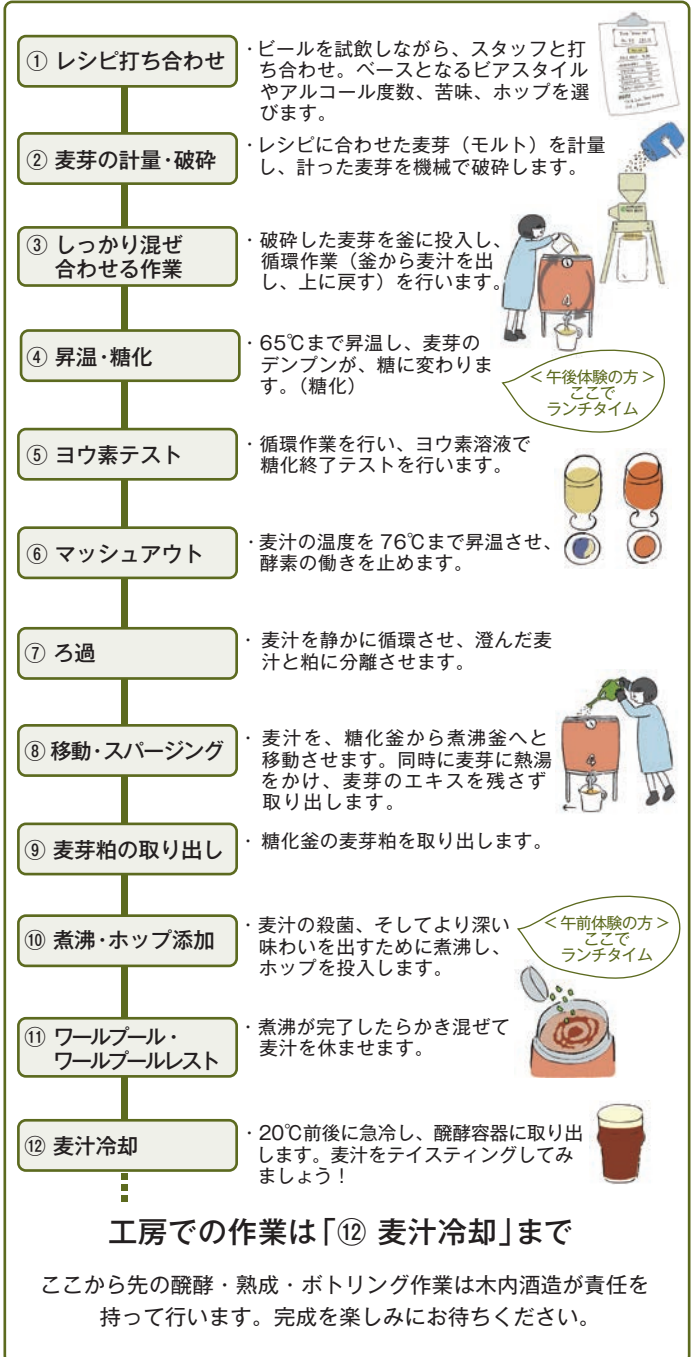 ① レシピ打ち合わせ
・ビールを試飲しながら、スタッフと打
ち合わせ。ベースとなるビアスタイル
やアルコール度数、苦味、ホップを選
びます。
② 麦芽の計量・破砕
・レシピに合わせた麦芽（モルト）を計量
し、計った麦芽を機械で破砕します。
③ しっかり混ぜ
合わせる作業
・破砕した麦芽を釜に投入し、
循環作業（釜から麦汁を出
し、上に戻す）を行います。
④ 昇温・糖化
・65℃まで昇温し、麦芽の
デンプンが、糖に変わりま
す。（糖化）
＜午後体験の方＞
ここで
ランチタイム
⑤ ヨウ素テスト
・循環作業を行い、ヨウ素溶液で
糖化終了テストを行います。
⑥ マッシュアウト
・麦汁の温度を 76℃まで昇温させ、
酵素の働きを止めます。
⑦ ろ過
・麦汁を静かに循環させ、澄んだ麦
汁と粕に分離させます。
⑧ 移動・スパージング
・麦汁を、糖化釜から煮沸釜へと
移動させます。同時に麦芽に熱湯
をかけ、麦芽のエキスを残さず
取り出します。
⑨ 麦芽粕の取り出し
・糖化釜の麦芽粕を取り出します。
⑩ 煮沸・ホップ添加
・麦汁の殺菌、そしてより深い
味わいを出すために煮沸し、
ホップを投入します。
＜午前体験の方＞
ここで
ランチタイム
⑪ ワールプール・
ワールプールレスト
・煮沸が完了したらかき混ぜて
麦汁を休ませます。
⑫ 麦汁冷却
・20℃前後に急冷し、醗酵容器に取り出
します。麦汁をテイスティングしてみ
ましょう！
工房での作業は「⑫ 麦汁冷却」まで
ここから先の醗酵・熟成・ボトリング作業は木内酒造が責任を
持って行います。完成を楽しみにお待ちください。